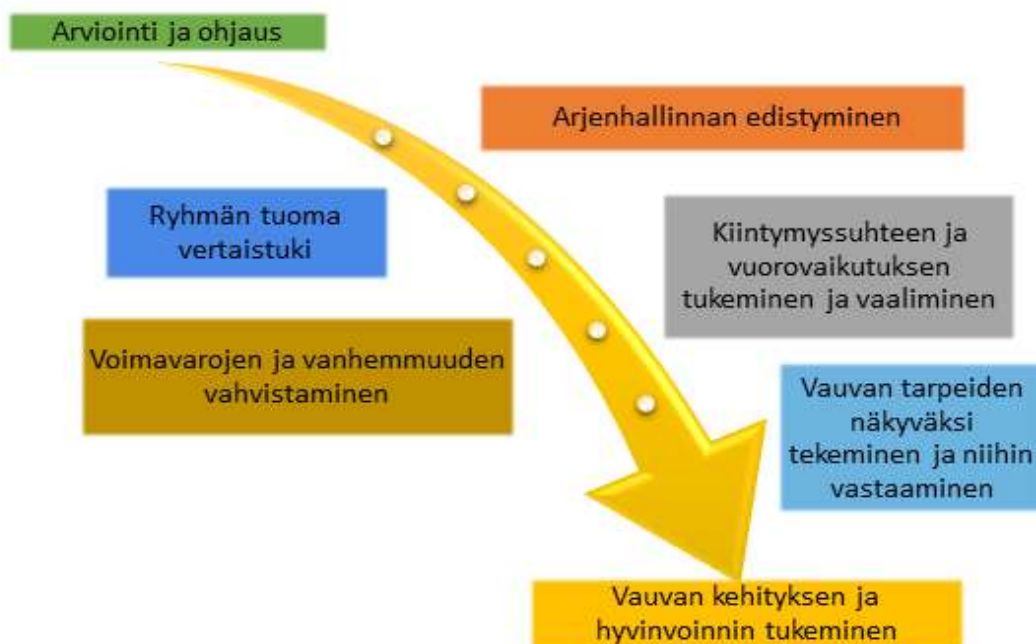 Arviointi ja ohjaus
Arjenhallinnan edistyminen
Ryhmän tuoma
vertaistuki
Kiintymyssuhteen ja
vuorovaikutuksen
tukeminen ja vaaliminen
Voimavarojen ja vanhemmuuden
vahvistaminen
Vauvan tarpeiden
näkyväksi
tekeminen ja niihin
vastaaminen
Vauvan kehityksen ja
hyvinvoinnin tukeminen